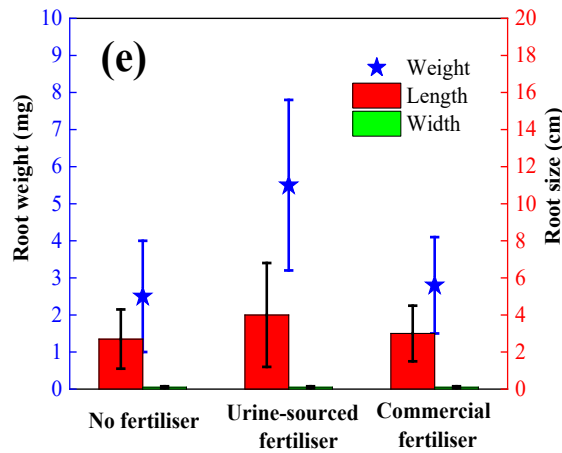 (e)
Weight
Length
Width
Root weight (mg)
10
9
8
7
6
5
4
3
2
1
0
Root size (cm)
20
18
16
14
12
10
8
6
4
2
0
No fertiliser
Urine-sourced
fertiliser
Commercial
fertiliser